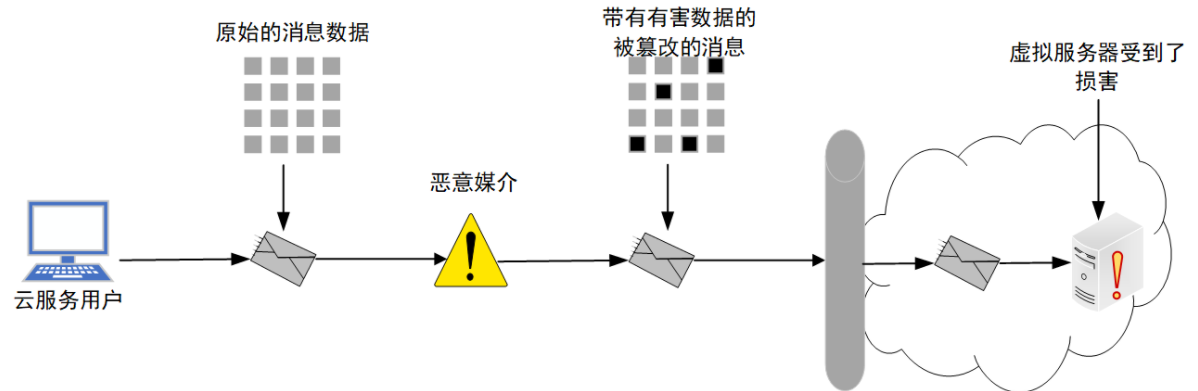 原始的消息数据
带有有害数据的
被篡改的消息
虚拟服务器受到了
损害
恶意媒介
云服务用户